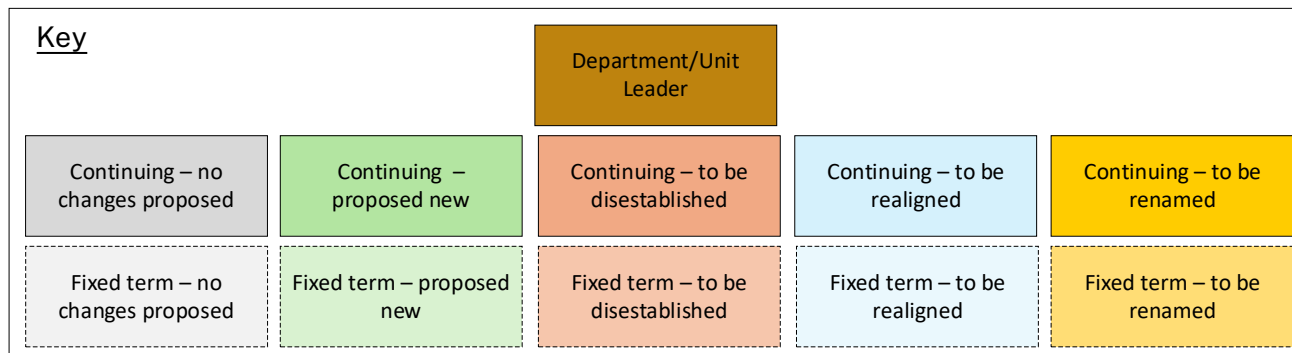 Key
Department/Unit
Leader
Continuing – no
changes proposed
Continuing –
proposed new
Continuing – to be
disestablished
Continuing – to be
realigned
Continuing – to be
renamed
Fixed term – no
changes proposed
Fixed term – proposed
new
Fixed term – to be
disestablished
Fixed term – to be
realigned
Fixed term – to be
renamed